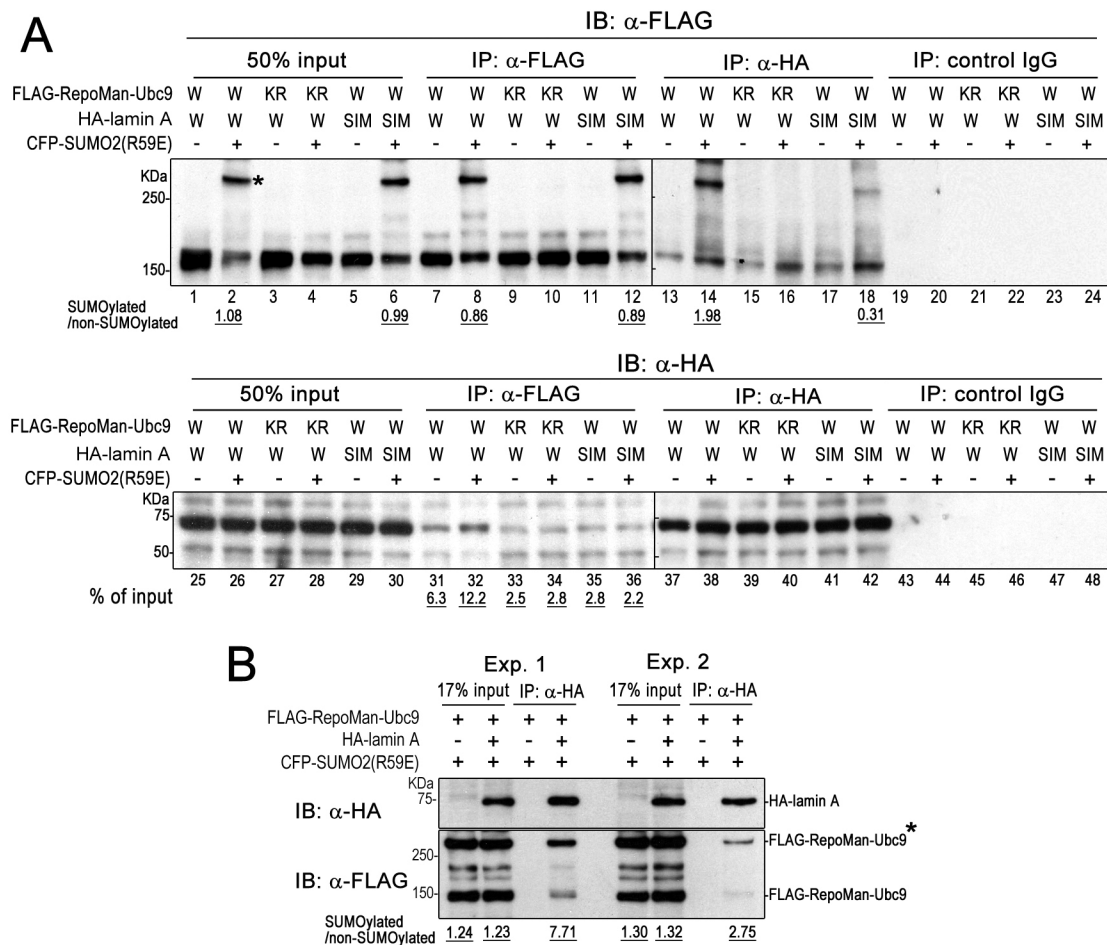 A
IB: α-FLAG
50% input IP: α-FLAG IP: α-HA IP: control IgG
FLAG-RepoMan-Ubc9 W W KR KR W W W W KR KR W W W W KR KR W W W W KR KR W W
HA-lamin A W W W W SIM SIM W W W W SIM SIM W W W W SIM SIM W W W W SIM SIM
CFP-SUMO2(R59E) - + - + - + - + - + - + - + - + - + - + - + - +
KDa
*
250-
150-
1 2 3 4 5 6 7 8 9 10 11 12 13 14 15 16 17 18 19 20 21 22 23 24
SUMOylated
/non-SUMOylated 1.08 0.99 0.86 0.89 1.98 0.31
IB: α-HA
50% input IP: α-FLAG IP: α-HA IP: control IgG
FLAG-RepoMan-Ubc9 W W KR KR W W W W KR KR W W W W KR KR W W W W KR KR W W
HA-lamin A W W W W SIM SIM W W W W SIM SIM W W W W SIM SIM W W W W SIM SIM
CFP-SUMO2(R59E) - + - + - + - + - + - + - + - + - + - + - + - +
KDa
75-
50-
25 26 27 28 29 30 31 32 33 34 35 36 37 38 39 40 41 42 43 44 45 46 47 48
% of input 6.3 12.2 2.5 2.8 2.8 2.2
B
Exp. 1 Exp. 2
17% input IP: α-HA 17% input IP: α-HA
FLAG-RepoMan-Ubc9 + + + + + + + +
HA-lamin A - + - + - + - +
CFP-SUMO2(R59E) + + + + + + + +
KDa
75-
IB: α-HA -HA-lamin A
-FLAG-RepoMan-Ubc9*
250-
IB: α-FLAG
150- -FLAG-RepoMan-Ubc9
SUMOylated
/non-SUMOylated 1.24 1.23 7.71 1.30 1.32 2.75